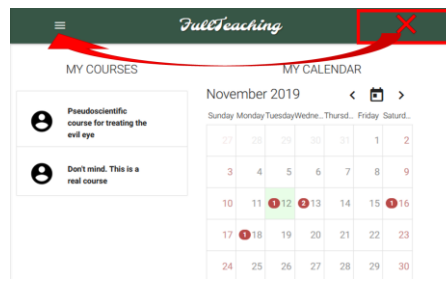 FullTeaching
MY COURSES
MY CALENDAR
Pseudoscientific
course for treating the
evil eye
Don't mind. This is a
real course
November 2019
Sunday Monday Tuesday Wedne... Thursd... Friday Saturd...
27 28 29 30 31 1 2
3 4 5 6 7 8 9
10 11 1 12 2 13 14 15 1 16
17 1 18 19 20 21 22 23
24 25 26 27 28 29 30